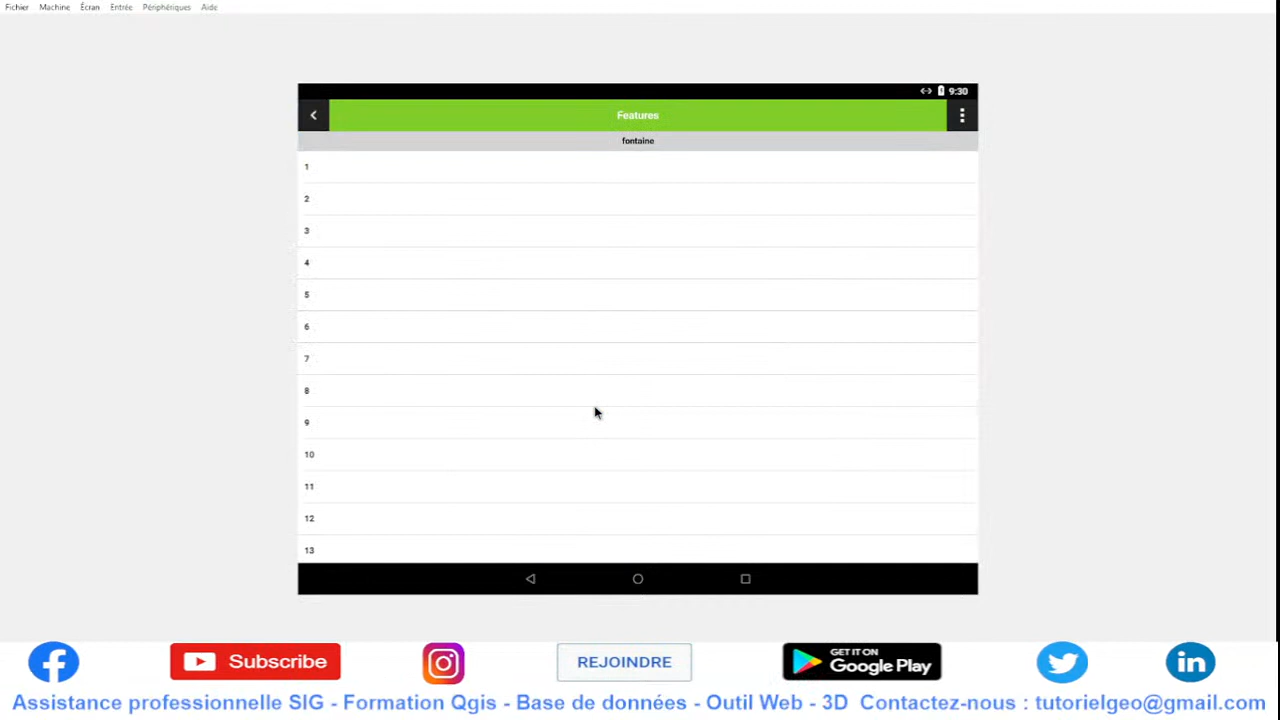 Fichier Machine Écran Entrée Périphériques Aide
9:30
Features
fontaine
1
2
3
4
5
6
7
8
9
10
11
12
13
Subscribe
REJOINDRE
GET IT ON
Google Play
in
Assistance professionnelle SIG - Formation Qgis - Base de données - Outil Web - 3D Contactez-nous : tutorielgeo@gmail.com